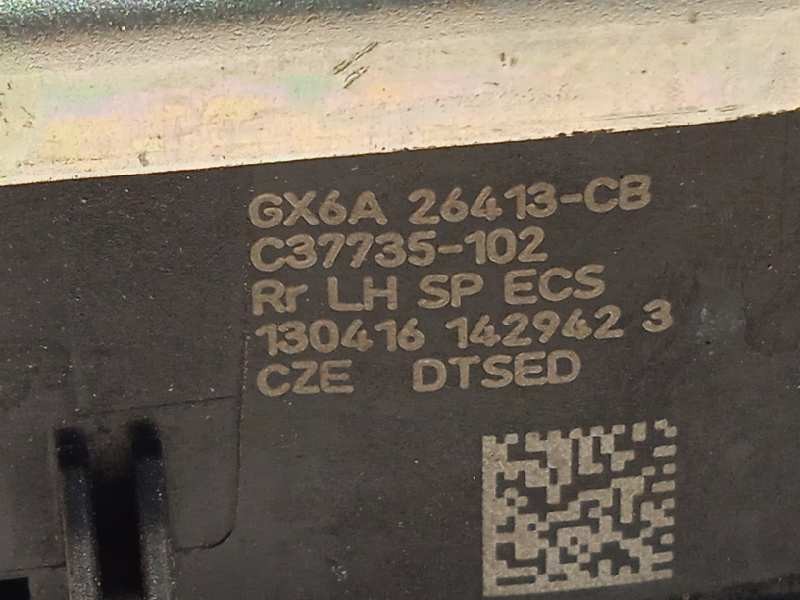 GX6A 26413-CB
C37735-102
Rr LH SP ECS
130416 142942 3
CZE DTSED